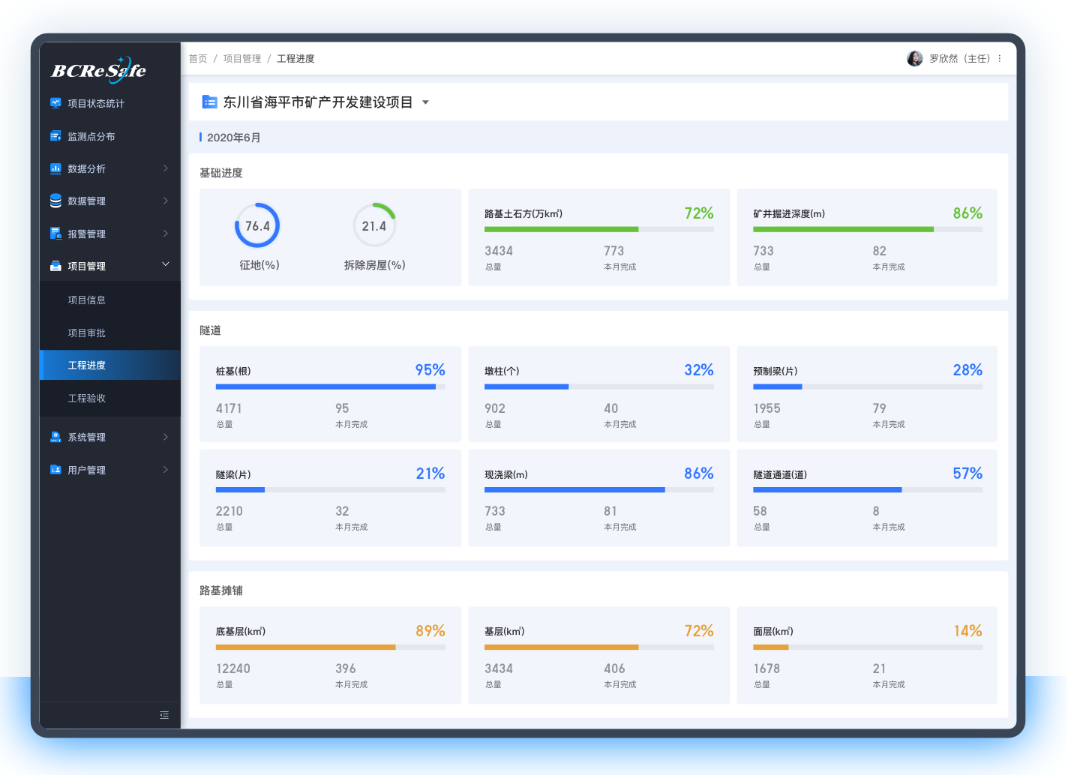 BCReSafe
首页 / 项目管理 / 工程进度
罗欣然（主任）
项目状态统计
监测点分布
数据分析
数据管理
报警管理
项目管理
项目信息
项目审批
工程进度
工程验收
系统管理
用户管理
东川省海平市矿产开发建设项目
2020年6月
基础进度
76.4
征地(%)
21.4
拆除房屋(%)
路基土石方(万k㎥) 72%
3434 773
总量 本月完成
矿井掘进深度(m) 86%
733 82
总量 本月完成
隧道
桩基(根) 95%
4171 95
总量 本月完成
墩柱(个) 32%
902 40
总量 本月完成
预制梁(片) 28%
1955 79
总量 本月完成
隧梁(片) 21%
2210 32
总量 本月完成
现浇梁(m) 86%
733 81
总量 本月完成
隧道通道(道) 57%
58 8
总量 本月完成
路基摊铺
底基层(k㎡) 89%
12240 396
总量 本月完成
基层(k㎡) 72%
3434 406
总量 本月完成
面层(k㎡) 14%
1678 21
总量 本月完成